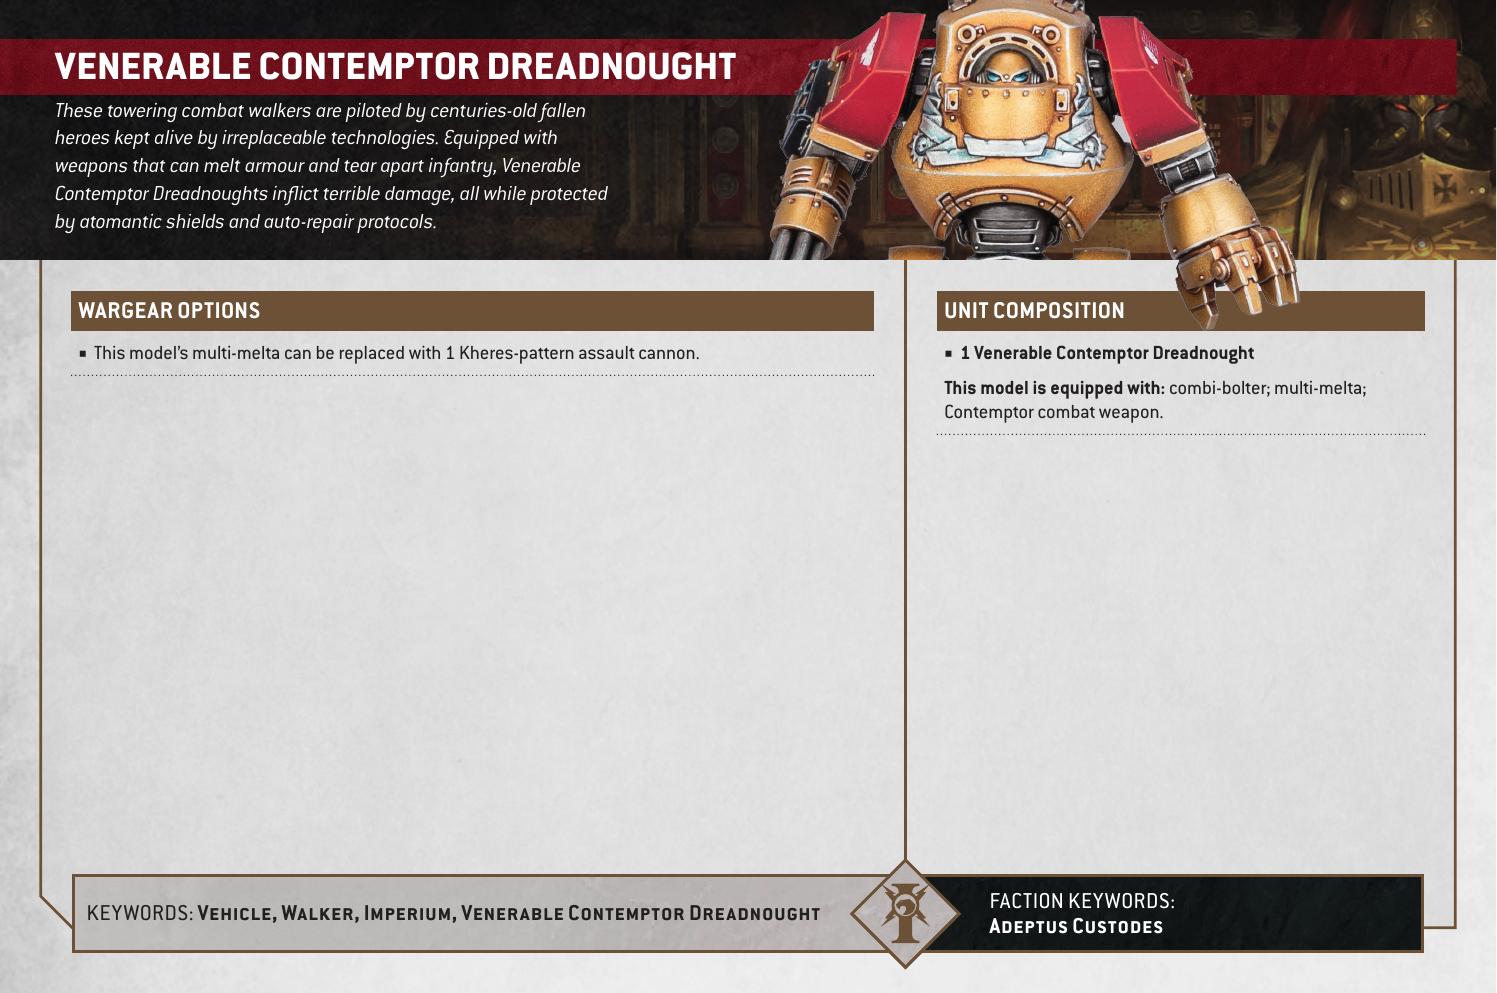 VENERABLE CONTEMPTOR DREADNOUGHT
These towering combat walkers are piloted by centuries-old fallen
heroes kept alive by irreplaceable technologies. Equipped with
weapons that can melt armour and tear apart infantry, Venerable
Contemptor Dreadnoughts inflict terrible damage, all while protected
by atomantic shields and auto-repair protocols.
WARGEAR OPTIONS
▪ This model's multi-melta can be replaced with 1 Kheres-pattern assault cannon.
UNIT COMPOSITION
▪ 1 Venerable Contemptor Dreadnought
This model is equipped with: combi-bolter; multi-melta;
Contemptor combat weapon.
KEYWORDS: Vehicle, Walker, Imperium, Venerable Contemptor Dreadnought
FACTION KEYWORDS:
Adeptus Custodes